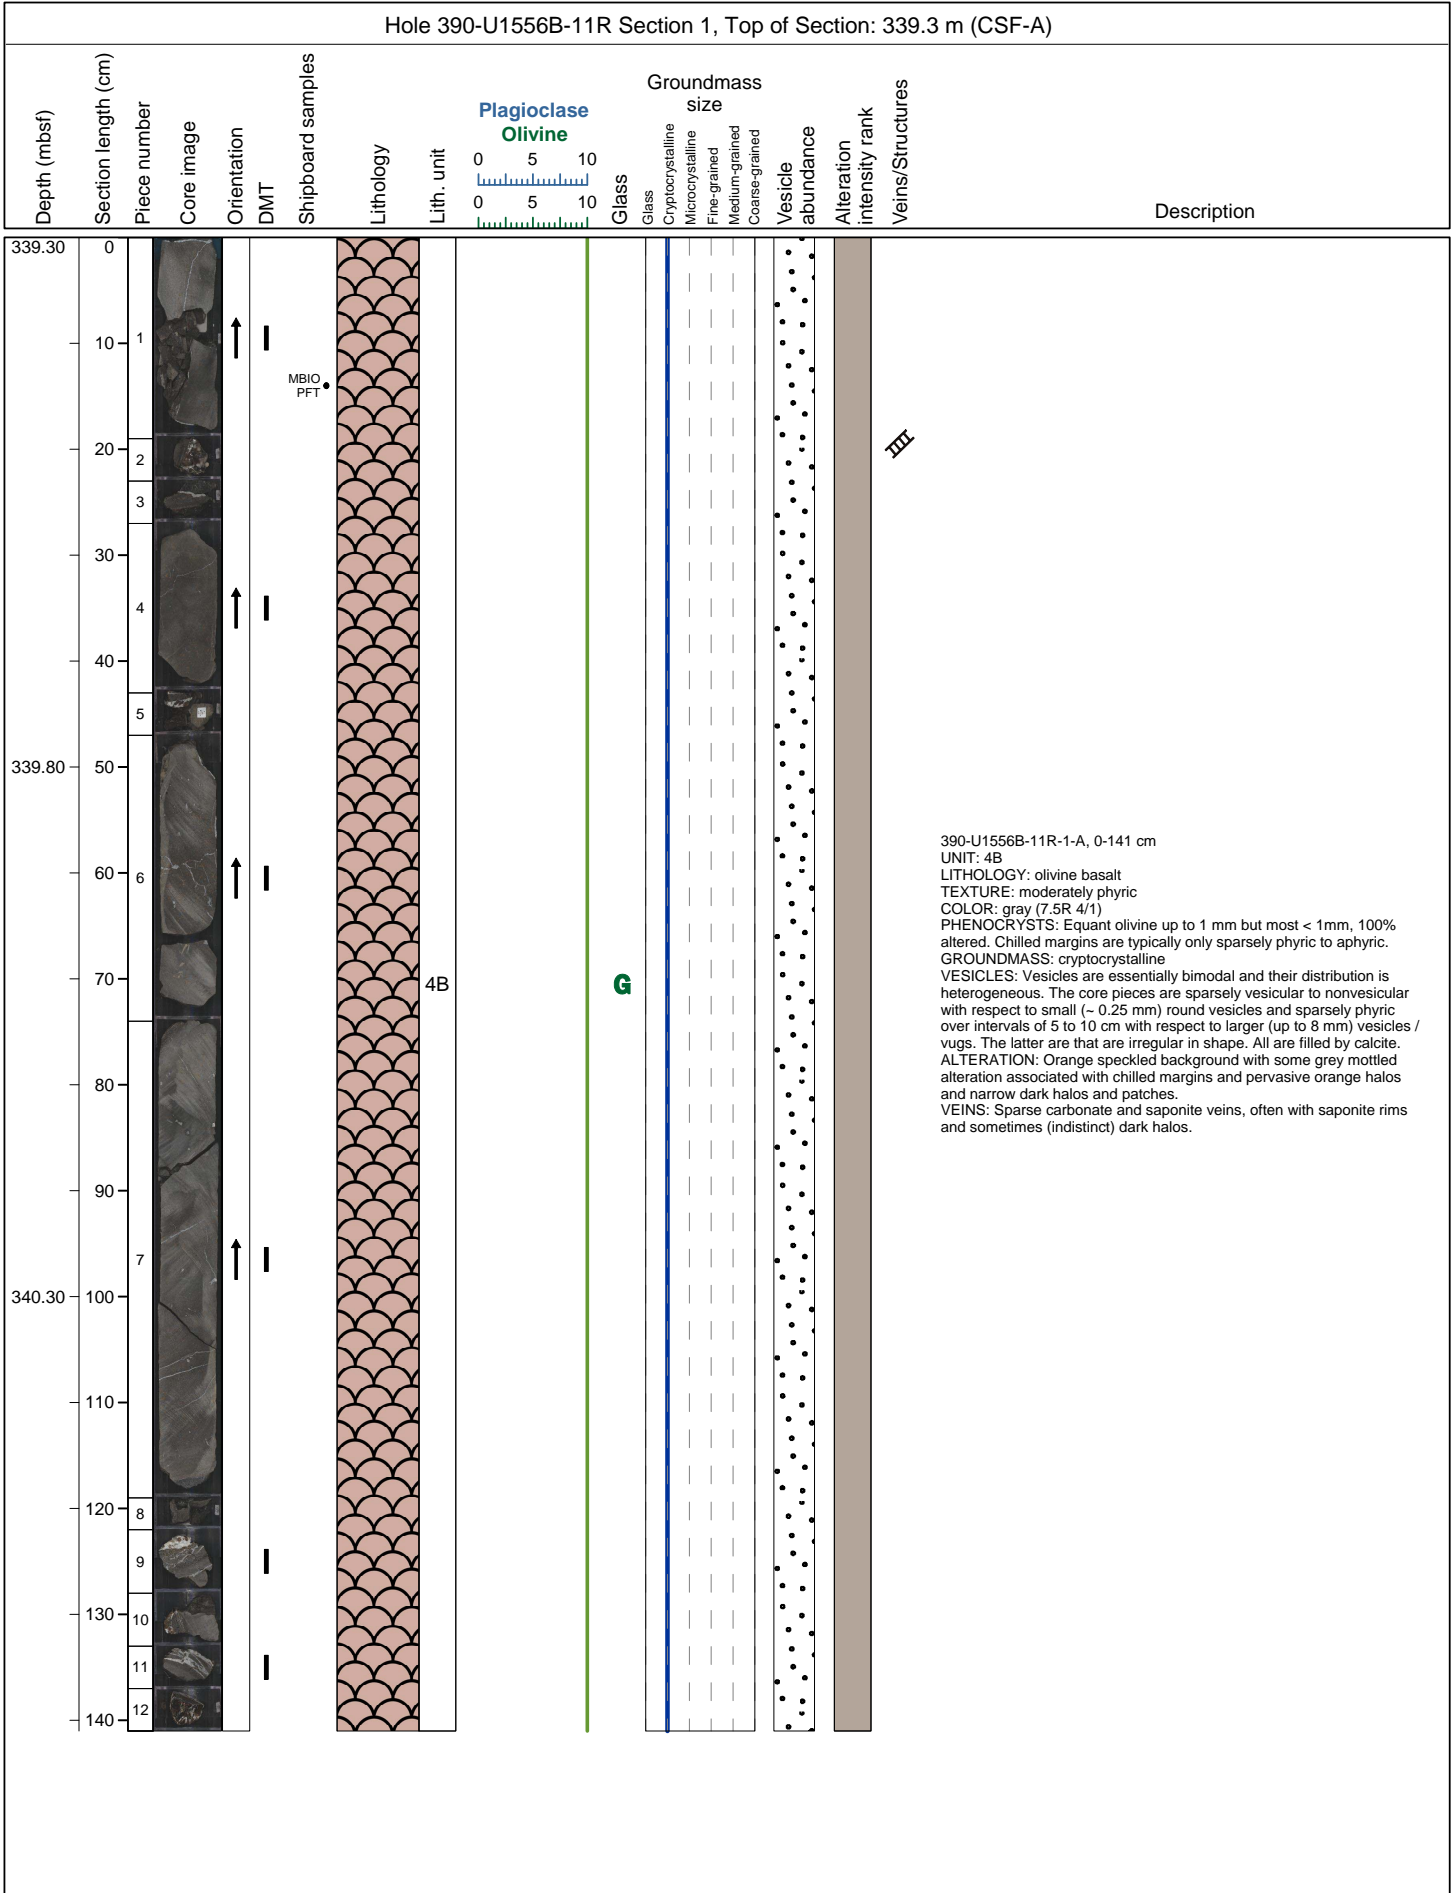 Hole 390-U1556B-11R Section 1, Top of Section: 339.3 m (CSF-A)
Depth (mbsf)
Section length (cm)
Piece number
Core image
Orientation
DMT
Shipboard samples
Lithology
Lith. unit
Plagioclase
Olivine
0 5 10
0 5 10
Glass
Groundmass
size
Glass
Cryptocrystalline
Microcrystalline
Fine-grained
Medium-grained
Coarse-grained
Vesicle
abundance
Alteration
intensity rank
Veins/Structures
Description
339.30 0
1
10
MBIO
PFT
20
2
3
30
4
40
5
339.80 50
60
6
70
4B
G
80
90
7
340.30 100
110
120
8
9
130
10
11
12
140
390-U1556B-11R-1-A, 0-141 cm
UNIT: 4B
LITHOLOGY: olivine basalt
TEXTURE: moderately phyric
COLOR: gray (7.5R 4/1)
PHENOCRYSTS: Equant olivine up to 1 mm but most < 1mm, 100%
altered. Chilled margins are typically only sparsely phyric to aphyric.
GROUNDMASS: cryptocrystalline
VESICLES: Vesicles are essentially bimodal and their distribution is
heterogeneous. The core pieces are sparsely vesicular to nonvesicular
with respect to small (~ 0.25 mm) round vesicles and sparsely phyric
over intervals of 5 to 10 cm with respect to larger (up to 8 mm) vesicles /
vugs. The latter are that are irregular in shape. All are filled by calcite.
ALTERATION: Orange speckled background with some grey mottled
alteration associated with chilled margins and pervasive orange halos
and narrow dark halos and patches.
VEINS: Sparse carbonate and saponite veins, often with saponite rims
and sometimes (indistinct) dark halos.